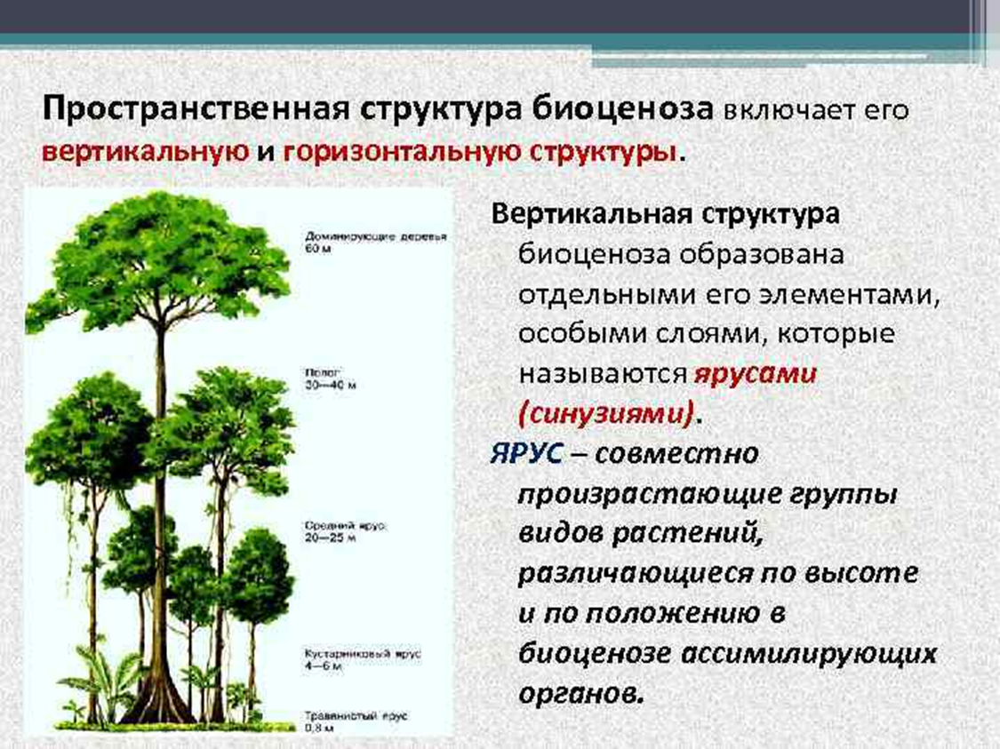 Пространственная структура биоценоза включает его
вертикальную и горизонтальную структуры.
Доминирующие деревья
60 м
Полог
30—40 м
Средний ярус
20—25 м
Кустарниковый ярус
4—6 м
Травянистый ярус
0,8 м
Вертикальная структура
биоценоза образована
отдельными его элементами,
особыми слоями, которые
называются ярусами
(синузиями).
ЯРУС – совместно
произрастающие группы
видов растений,
различающиеся по высоте
и по положению в
биоценозе ассимилирующих
органов.